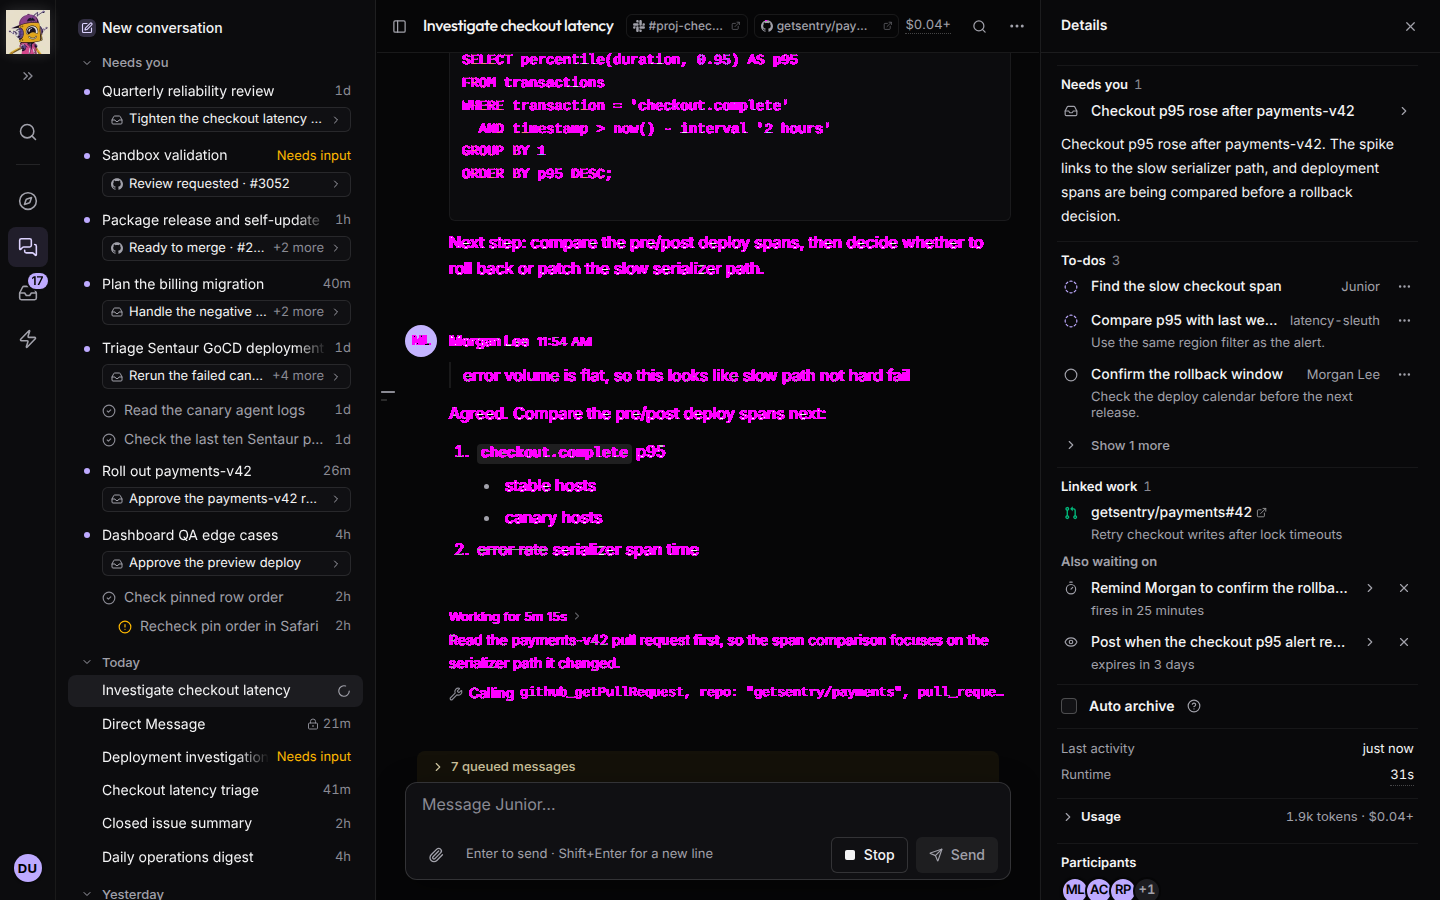 New conversation
Needs you
Quarterly reliability review 1d
Tighten the checkout latency ...
Sandbox validation Needs input
Review requested · #3052
Package release and self-update 1h
Ready to merge · #2... +2 more
Plan the billing migration 40m
Handle the negative ... +2 more
Triage Sentaur GoCD deployment 1d
Rerun the failed can... +4 more
Read the canary agent logs 1d
Check the last ten Sentaur p... 1d
Roll out payments-v42 26m
Approve the payments-v42 r...
Dashboard QA edge cases 4h
Approve the preview deploy
Check pinned row order 2h
Recheck pin order in Safari 2h
Today
Investigate checkout latency
Direct Message 21m
Deployment investigation Needs input
Checkout latency triage 41m
Closed issue summary 2h
Daily operations digest 4h
Yesterday
17
DU
Investigate checkout latency #proj-chec... getsentry/pay... $0.04+
SELECT percentile(duration, 0.95) AS p95
FROM transactions
WHERE transaction = 'checkout.complete'
AND timestamp > now() - interval '2 hours'
GROUP BY 1
ORDER BY p95 DESC;
Next step: compare the pre/post deploy spans, then decide whether to
roll back or patch the slow serializer path.
ML Morgan Lee 11:54 AM
error volume is flat, so this looks like slow path not hard fail
Agreed. Compare the pre/post deploy spans next:
1. checkout.complete p95
• stable hosts
• canary hosts
2. error rate serializer span time
Working for 5m 15s
Read the payments-v42 pull request first, so the span comparison focuses on the
serializer path it changed.
Calling github_getPullRequest, repo: "getsentry/payments", pull_reque…
7 queued messages
Message Junior...
Enter to send · Shift+Enter for a new line
Stop
Send
Details
Needs you 1
Checkout p95 rose after payments-v42
Checkout p95 rose after payments-v42. The spike
links to the slow serializer path, and deployment
spans are being compared before a rollback
decision.
To-dos 3
Find the slow checkout span Junior
Compare p95 with last we... latency-sleuth
Use the same region filter as the alert.
Confirm the rollback window Morgan Lee
Check the deploy calendar before the next
release.
Show 1 more
Linked work 1
getsentry/payments#42
Retry checkout writes after lock timeouts
Also waiting on
Remind Morgan to confirm the rollba...
fires in 25 minutes
Post when the checkout p95 alert re...
expires in 3 days
Auto archive
Last activity just now
Runtime 31s
Usage 1.9k tokens · $0.04+
Participants
ML AC RP +1